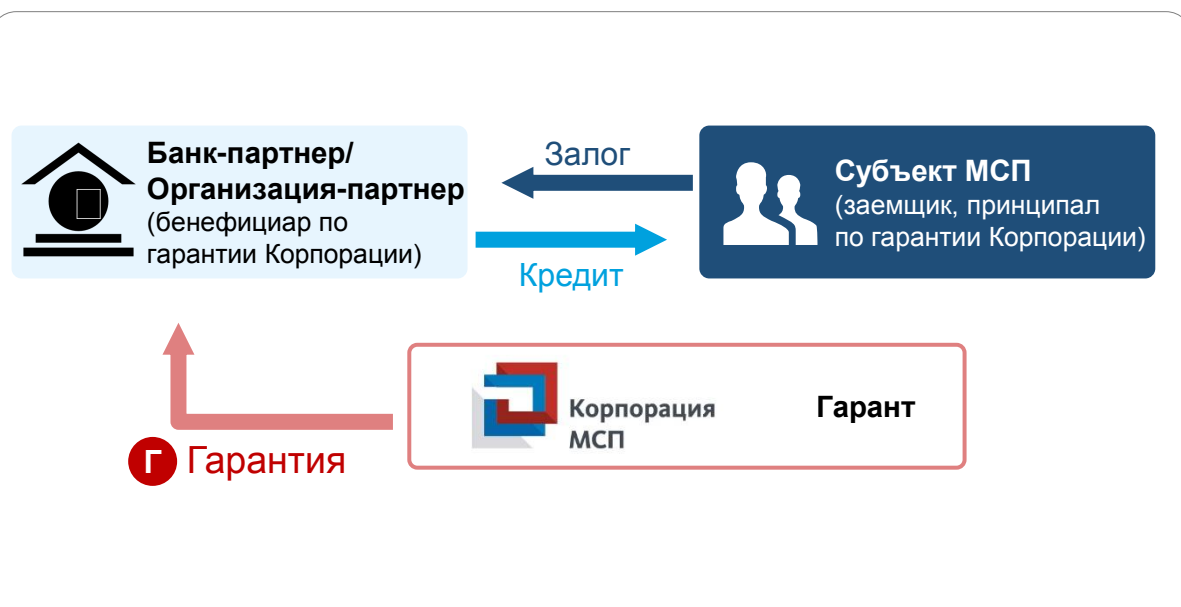 Банк-партнер/
Организация-партнер
(бенефициар по
гарантии Корпорации)
Залог
Кредит
Субъект МСП
(заемщик, принципал
по гарантии Корпорации)
Корпорация
МСП
Гарант
Г Гарантия